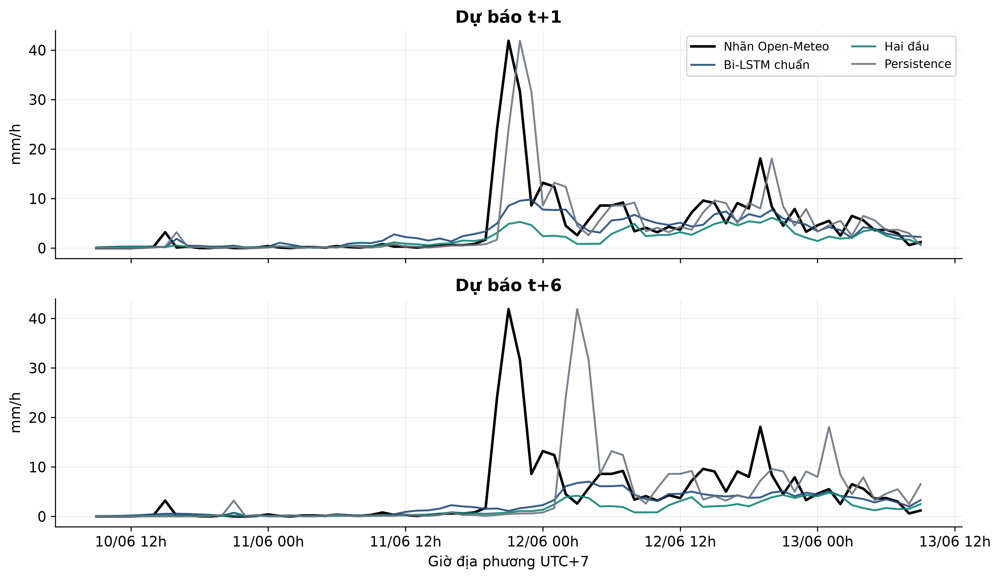 Dự báo t+1
40
30
20
10
0
mm/h
Nhãn Open-Meteo
Bi-LSTM chuẩn
Hai đầu
Persistence
Dự báo t+6
40
30
20
10
0
mm/h
10/06 12h
11/06 00h
11/06 12h
12/06 00h
12/06 12h
13/06 00h
13/06 12h
Giờ địa phương UTC+7